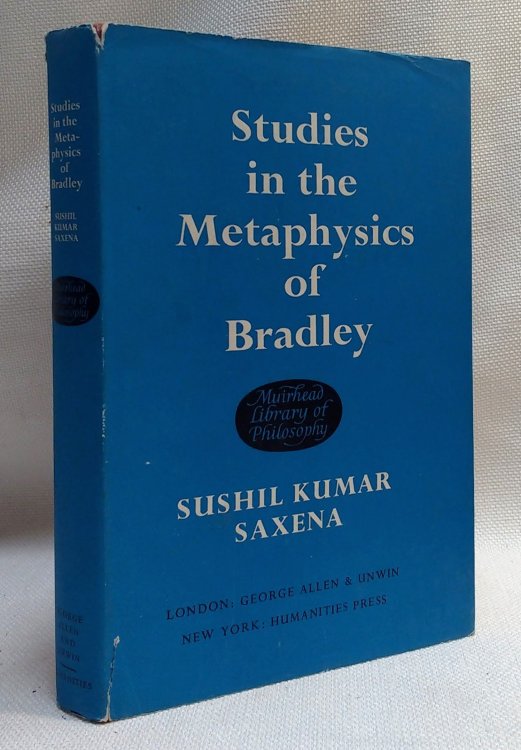 Studies
in the
Meta-
physics
of
Bradley
SUSHIL
KUMAR
SAXENA
Muirhead
Library of
Philosophy
GEORGE
ALLEN
AND
UNWIN
HUMANITIES
Studies
in the
Metaphysics
of
Bradley
Muirhead
Library of
Philosophy
SUSHIL KUMAR
SAXENA
LONDON: GEORGE ALLEN & UNWIN
NEW YORK: HUMANITIES PRESS